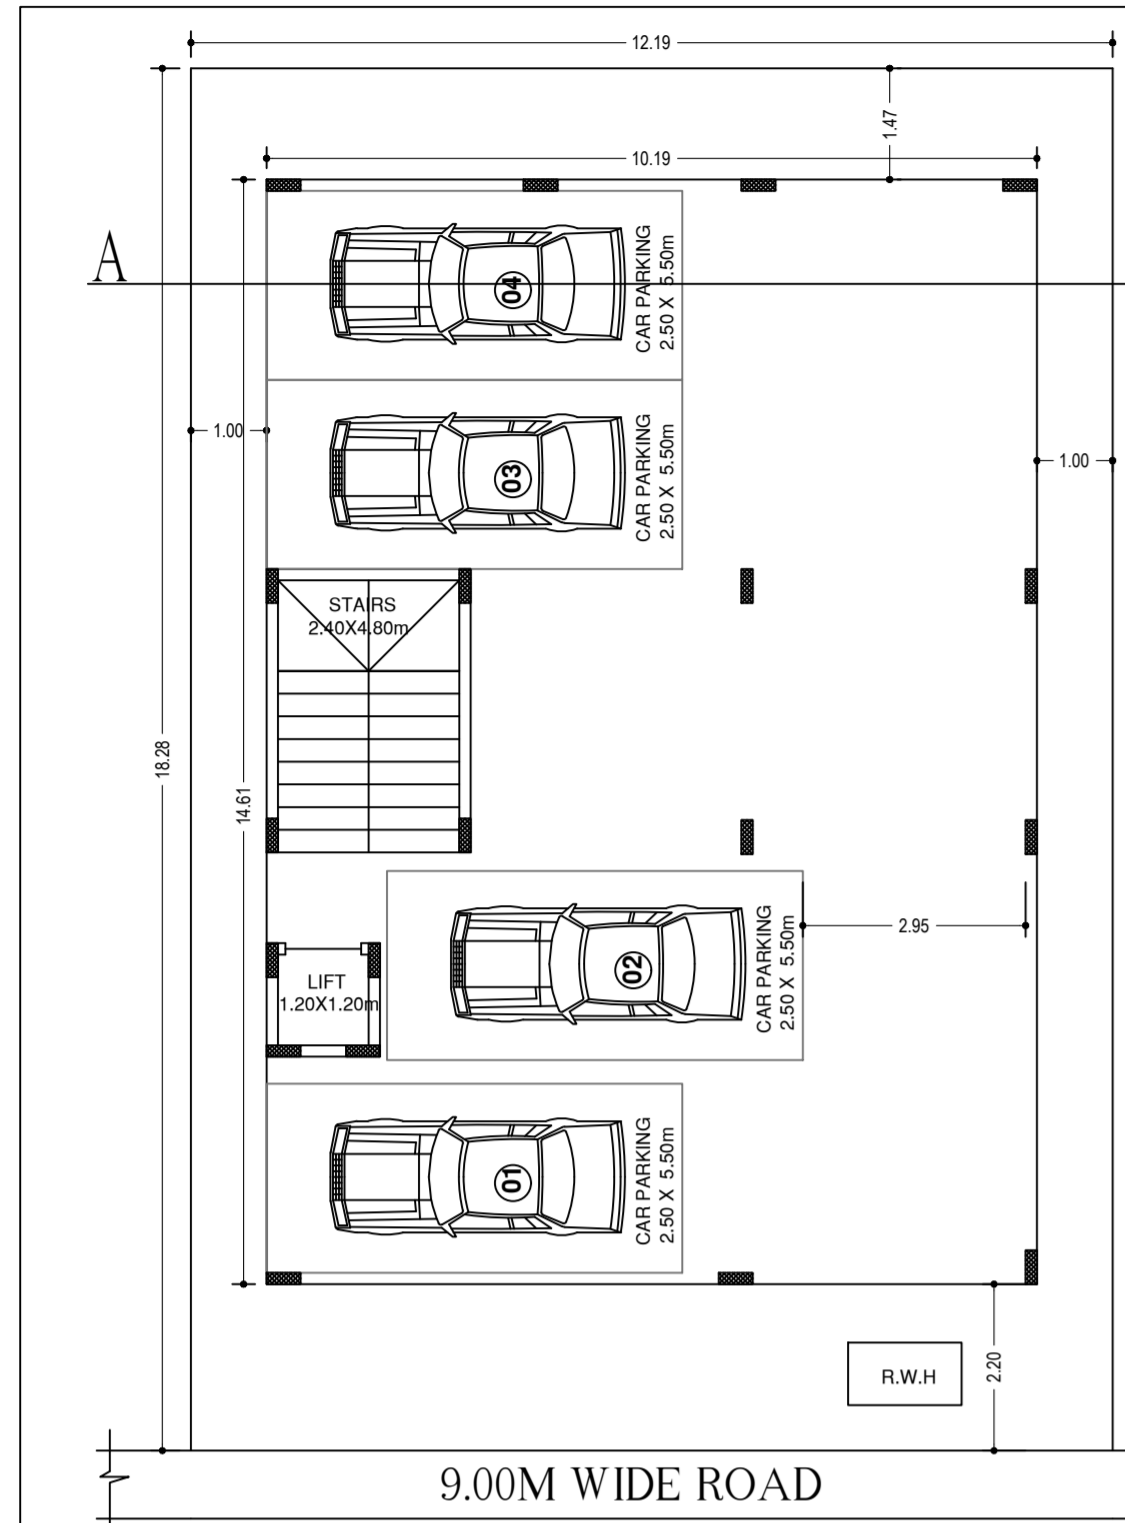 12.19
1.47
10.19
A
04
CAR PARKING
2.50 X 5.50m
1.00
03
CAR PARKING
2.50 X 5.50m
1.00
STAIRS
2.40X4.80m
18.28
14.61
02
CAR PARKING
2.50 X 5.50m
2.95
LIFT
1.20X1.20m
01
CAR PARKING
2.50 X 5.50m
R.W.H
2.20
9.00M WIDE ROAD